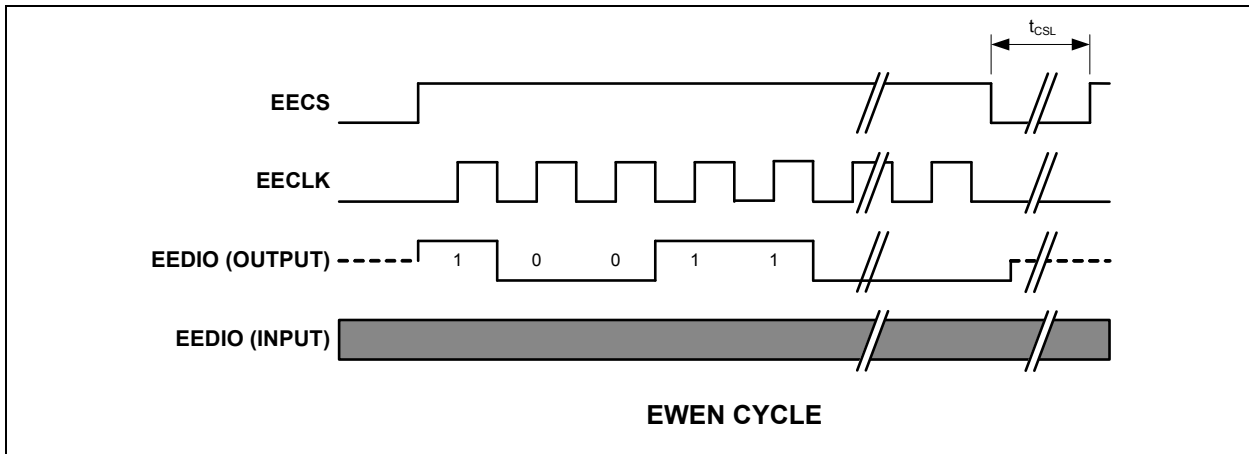 tCSL
EECS
EECLK
EEDIO (OUTPUT) 1 0 0 1 1
EEDIO (INPUT)
EWEN CYCLE